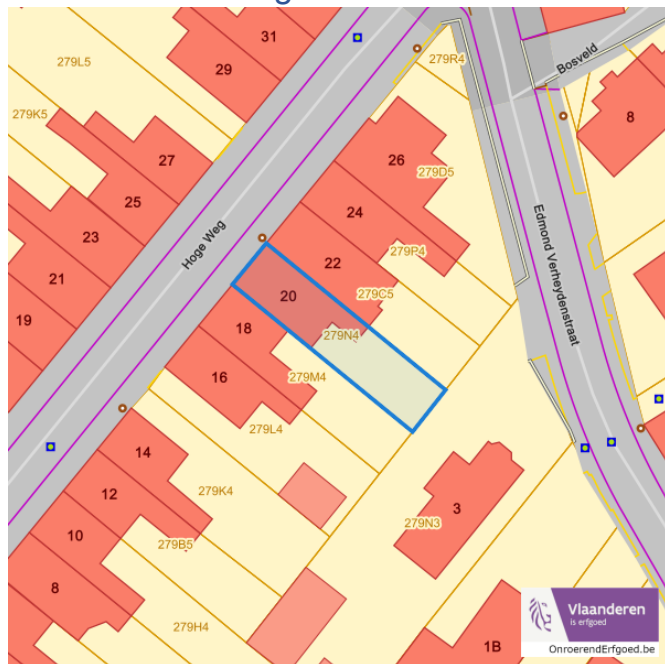 31
279L5
29
279R4
Bosveld
279K5
8
27
26
279D5
25
24
Edmond Verheydenstraat
23
Hoge Weg
22
279P4
21
20
279C5
19
18
279N4
16
279M4
279L4
14
12
279K4
3
279N3
10
279B5
8
279H4
1B
Vlaanderen
is erfgoed
OnroerendErfgoed.be